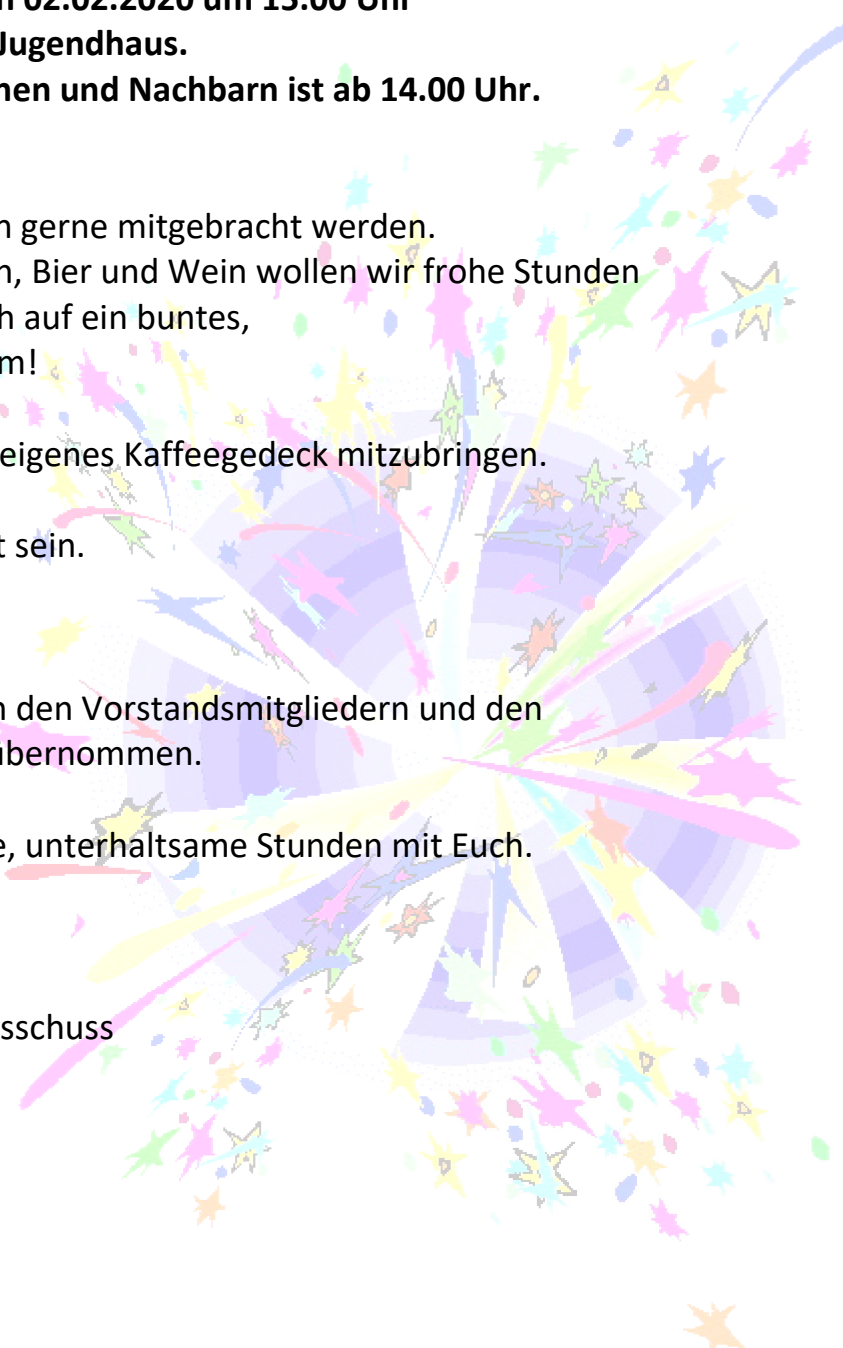 02.02.2020 um 15.00 Uhr
Jugendhaus.
und Nachbarn ist ab 14.00 Uhr.
gerne mitgebracht werden.
Bier und Wein wollen wir frohe Stunden
auf ein buntes,
eigenes Kaffeegedeck mitzubringen.
sein.
den Vorstandsmitgliedern und den
übernommen.
unterhaltsame Stunden mit Euch.